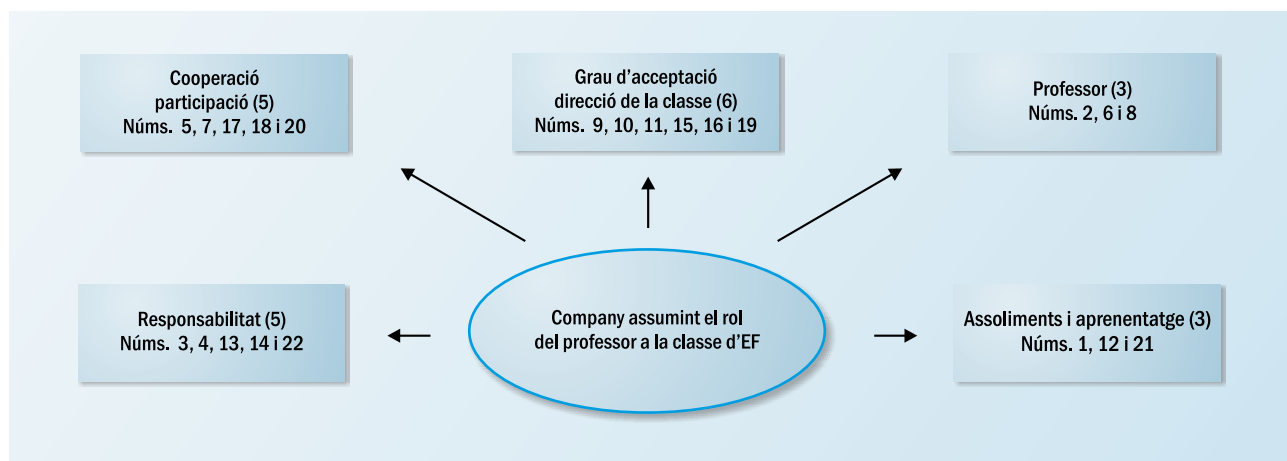 Cooperació
participació (5)
Núms. 5, 7, 17, 18 i 20
Grau d'acceptació
direcció de la classe (6)
Núms. 9, 10, 11, 15, 16 i 19
Professor (3)
Núms. 2, 6 i 8
Responsabilitat (5)
Núms. 3, 4, 13, 14 i 22
Company assumint el rol
del professor a la classe d'EF
Assoliments i aprenentatge (3)
Núms. 1, 12 i 21